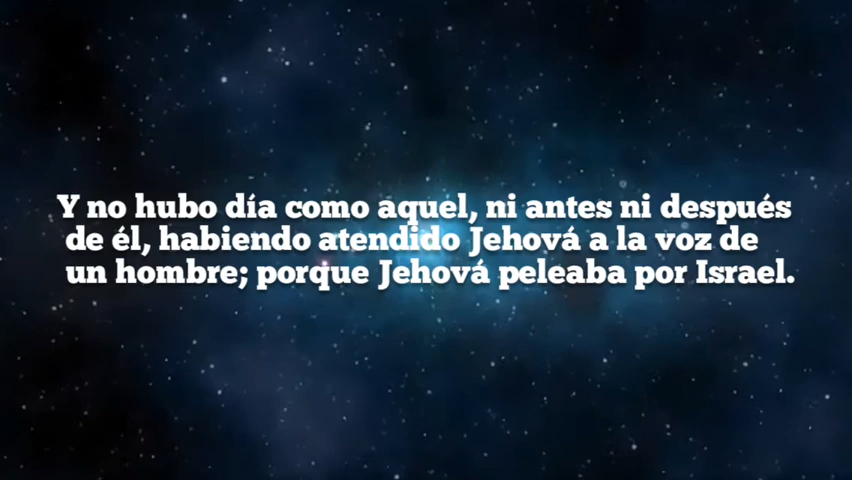 Y no hubo día como aquel, ni antes ni después
de él, habiendo atendido Jehová a la voz de
un hombre; porque Jehová peleaba por Israel.